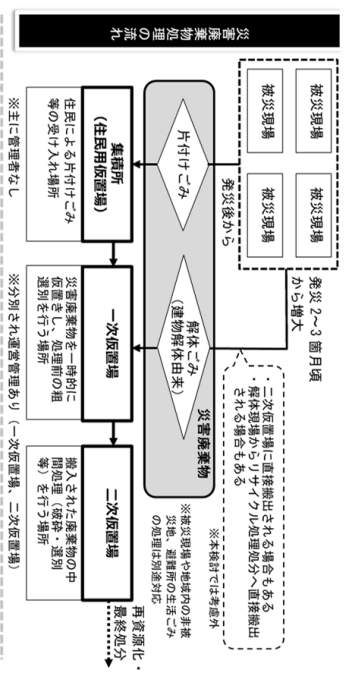 災害廃棄物処理の流れ
被災現場
被災現場
被災現場
被災現場
発災後から
発災 2～3 箇月頃
から増大
・二次仮置場に直接搬出される場合もある
・解体現場からリサイクル処理処分へ直接搬出
される場合もある
※本検討では考慮外
片付けごみ
解体ごみ
(建物解体由来)
災害廃棄物
※被災現場や地域内の非被
災地、避難所の生活ごみ
の処理は別途対応
集積所
(住民用仮置場)
住民による片付けごみ
等の受け入れ場所
一次仮置場
災害廃棄物を一時的に
仮置きし、処理前の粗
選別を行う場所
二次仮置場
搬入された廃棄物の中
間処理（破砕・選別
等）を行う場所
再資源化・
最終処分
※主に管理者なし
※分別され運営管理あり（一次仮置場、二次仮置場）